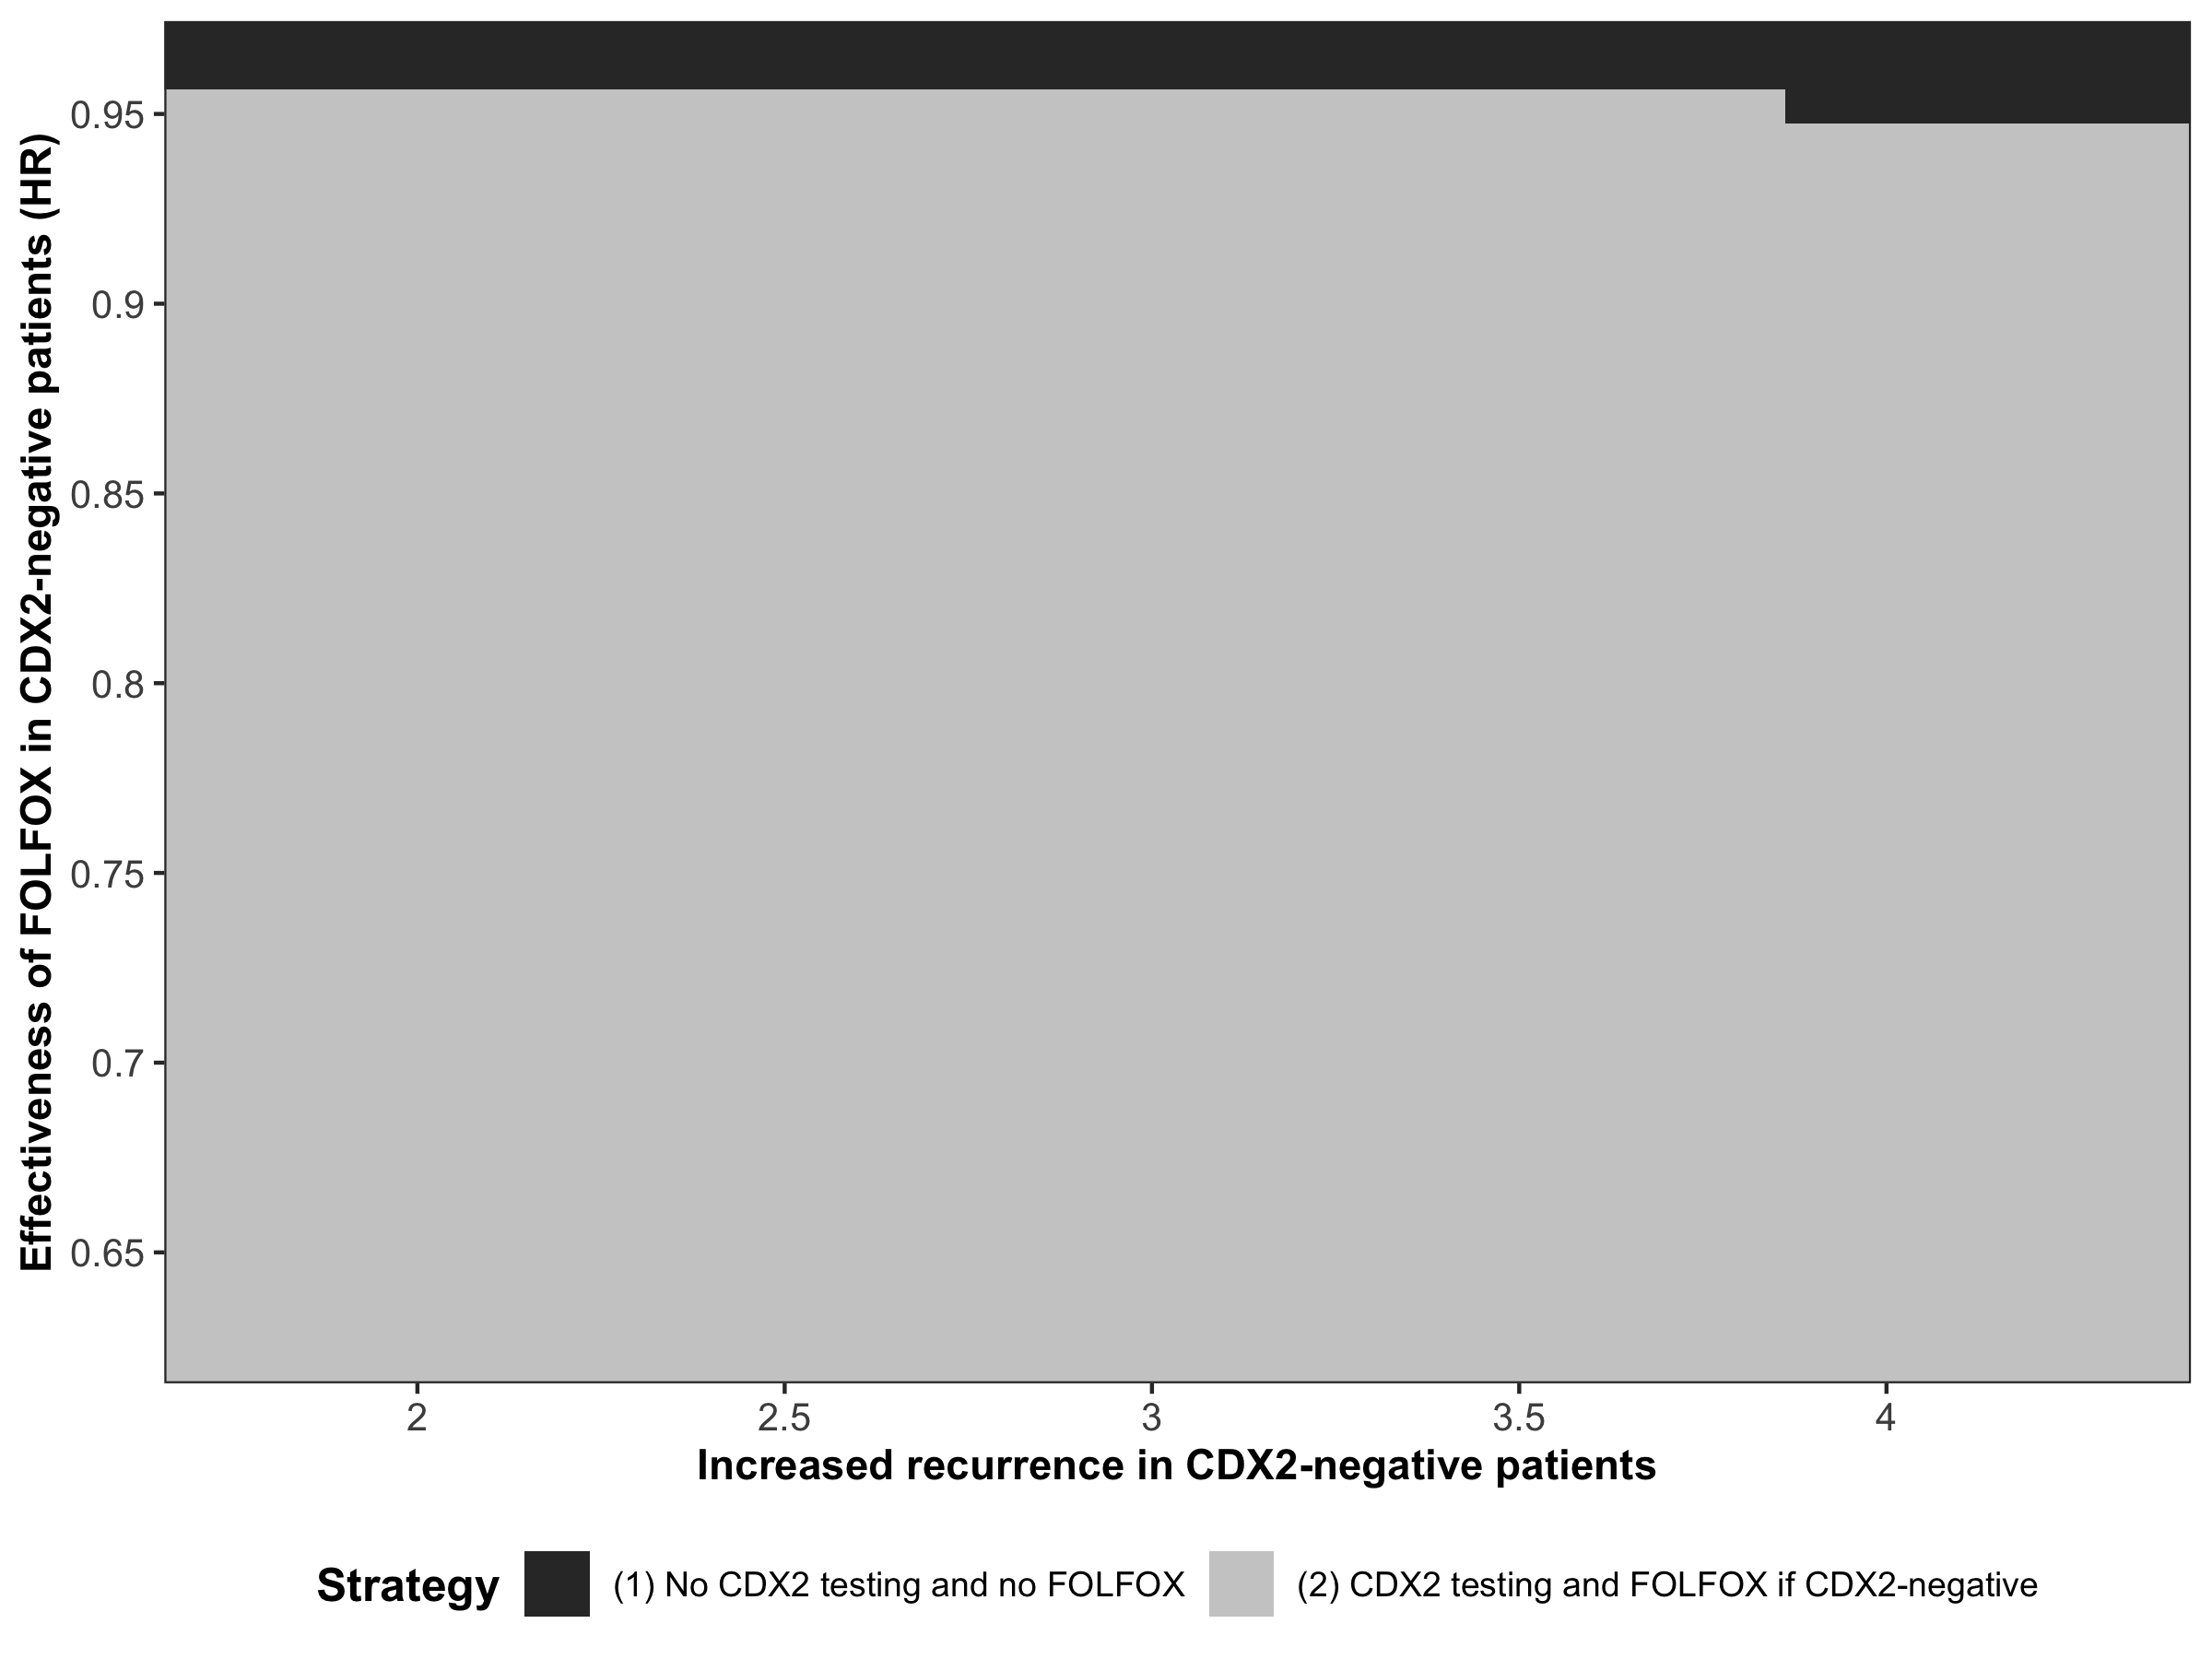 Effectiveness of FOLFOX in CDX2-negative patients (HR)
0.95
0.9
0.85
0.8
0.75
0.7
0.65
2 2.5 3 3.5 4
Increased recurrence in CDX2-negative patients
Strategy (1) No CDX2 testing and no FOLFOX (2) CDX2 testing and FOLFOX if CDX2-negative